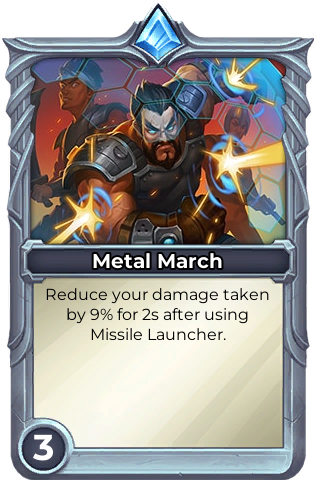 Metal March
Reduce your damage taken
by 9% for 2s after using
Missile Launcher.
3